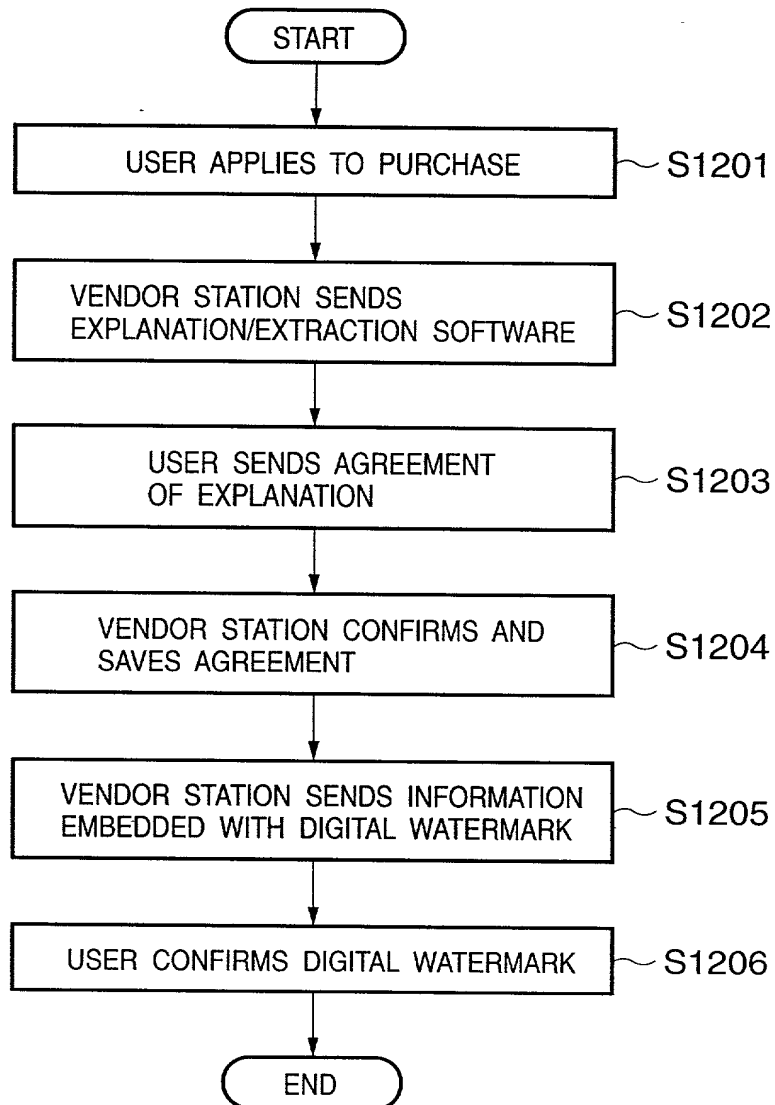 START
USER APPLIES TO PURCHASE
S1201
VENDOR STATION SENDS
EXPLANATION/EXTRACTION SOFTWARE
S1202
USER SENDS AGREEMENT
OF EXPLANATION
S1203
VENDOR STATION CONFIRMS AND
SAVES AGREEMENT
S1204
VENDOR STATION SENDS INFORMATION
EMBEDDED WITH DIGITAL WATERMARK
S1205
USER CONFIRMS DIGITAL WATERMARK
S1206
END